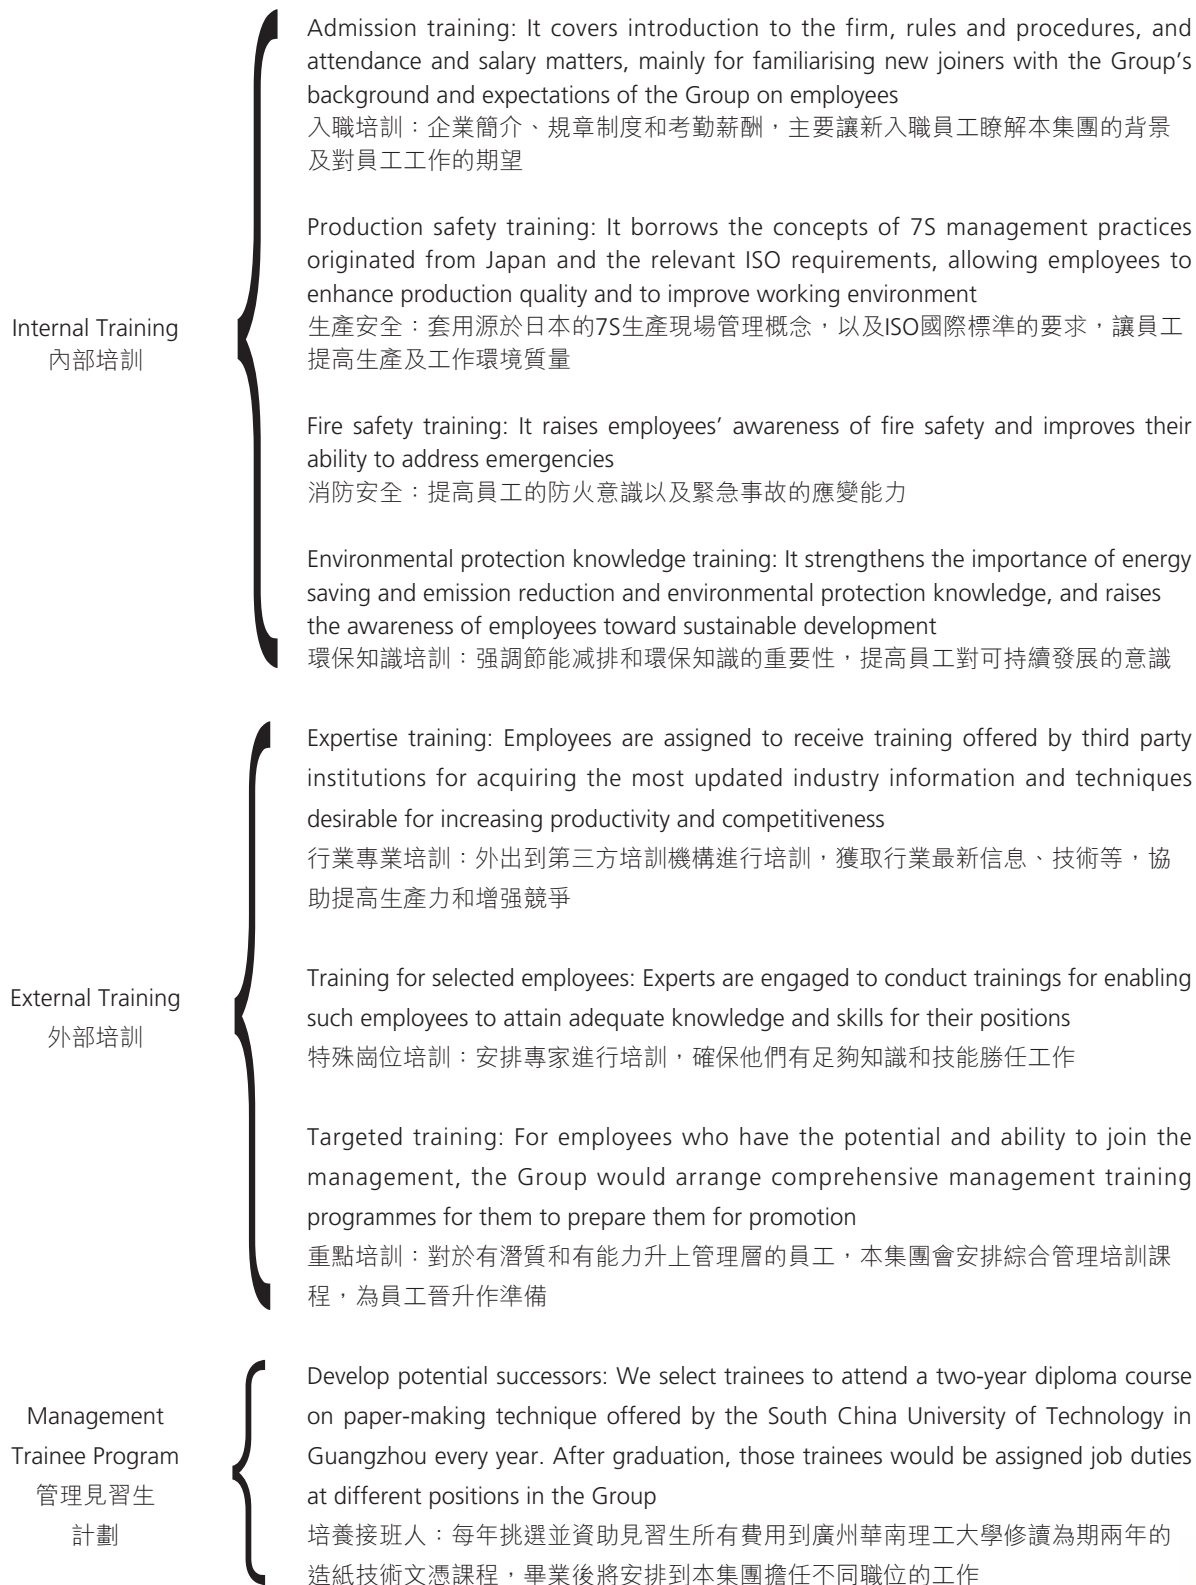 Admission training: It covers introduction to the firm, rules and procedures, and
attendance and salary matters, mainly for familiarising new joiners with the Group's
background and expectations of the Group on employees
入職培訓：企業簡介、規章制度和考勤薪酬，主要讓新入職員工瞭解本集團的背景
及對員工工作的期望
Production safety training: It borrows the concepts of 7S management practices
originated from Japan and the relevant ISO requirements, allowing employees to
enhance production quality and to improve working environment
生產安全：套用源於日本的7S生產現場管理概念，以及ISO國際標準的要求，讓員工
提高生產及工作環境質量
Internal Training
內部培訓
Fire safety training: It raises employees' awareness of fire safety and improves their
ability to address emergencies
消防安全：提高員工的防火意識以及緊急事故的應變能力
Environmental protection knowledge training: It strengthens the importance of energy
saving and emission reduction and environmental protection knowledge, and raises
the awareness of employees toward sustainable development
環保知識培訓：强調節能减排和環保知識的重要性，提高員工對可持續發展的意識
Expertise training: Employees are assigned to receive training offered by third party
institutions for acquiring the most updated industry information and techniques
desirable for increasing productivity and competitiveness
行業專業培訓：外出到第三方培訓機構進行培訓，獲取行業最新信息、技術等，協
助提高生產力和增强競爭
External Training
外部培訓
Training for selected employees: Experts are engaged to conduct trainings for enabling
such employees to attain adequate knowledge and skills for their positions
特殊崗位培訓：安排專家進行培訓，確保他們有足夠知識和技能勝任工作
Targeted training: For employees who have the potential and ability to join the
management, the Group would arrange comprehensive management training
programmes for them to prepare them for promotion
重點培訓：對於有潛質和有能力升上管理層的員工，本集團會安排綜合管理培訓課
程，為員工晉升作準備
Management
Trainee Program
管理見習生
計劃
Develop potential successors: We select trainees to attend a two-year diploma course
on paper-making technique offered by the South China University of Technology in
Guangzhou every year. After graduation, those trainees would be assigned job duties
at different positions in the Group
培養接班人：每年挑選並資助見習生所有費用到廣州華南理工大學修讀為期兩年的
造紙技術文憑課程，畢業後將安排到本集團擔任不同職位的工作